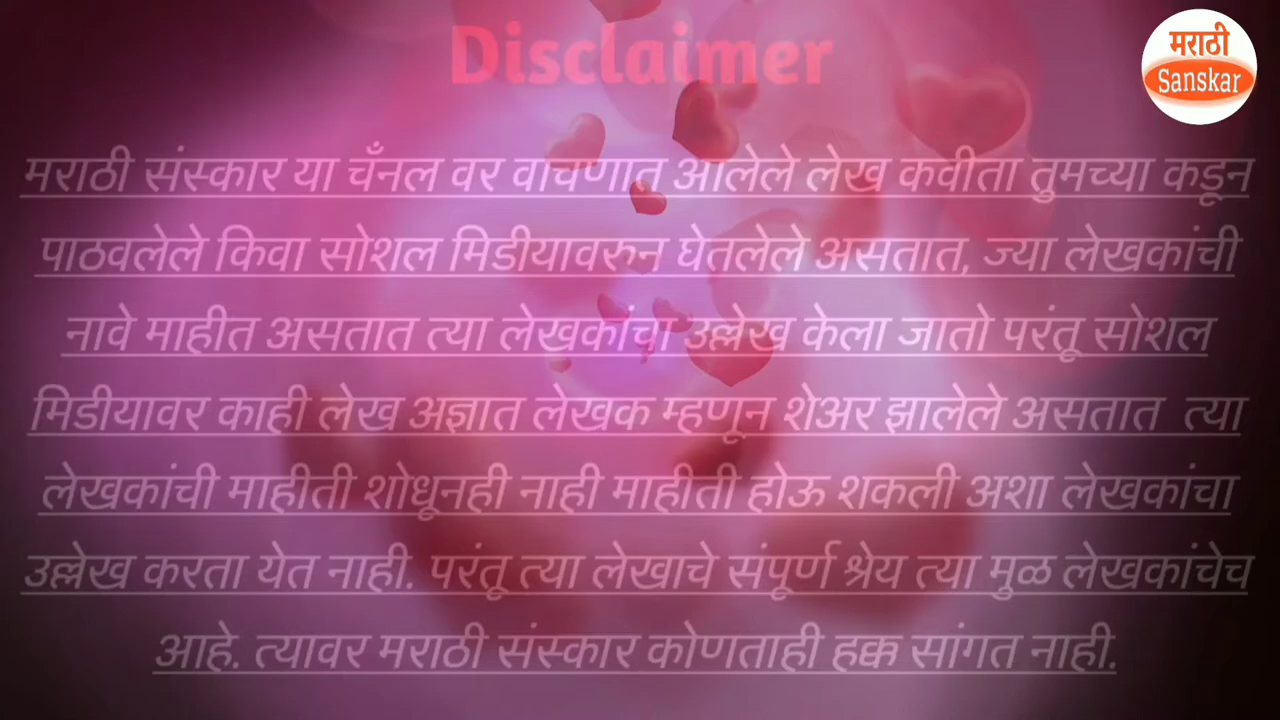 Disclaimer
मराठी
Sanskar
मराठी संस्कार या चँनल वर वाचणात आलेले लेख कवीता तुमच्या कडून
पाठवलेले किवा सोशल मिडीयावरुन घेतलेले असतात, ज्या लेखकांची
नावे माहीत असतात त्या लेखकांचा उल्लेख केला जातो परंतू सोशल
मिडीयावर काही लेख अज्ञात लेखक म्हणून शेअर झालेले असतात त्या
लेखकांची माहीती शोधूनही नाही माहीती होऊ शकली अशा लेखकांचा
उल्लेख करता येत नाही. परंतू त्या लेखाचे संपूर्ण श्रेय त्या मुळ लेखकांचेच
आहे. त्यावर मराठी संस्कार कोणताही हक्क सांगत नाही.